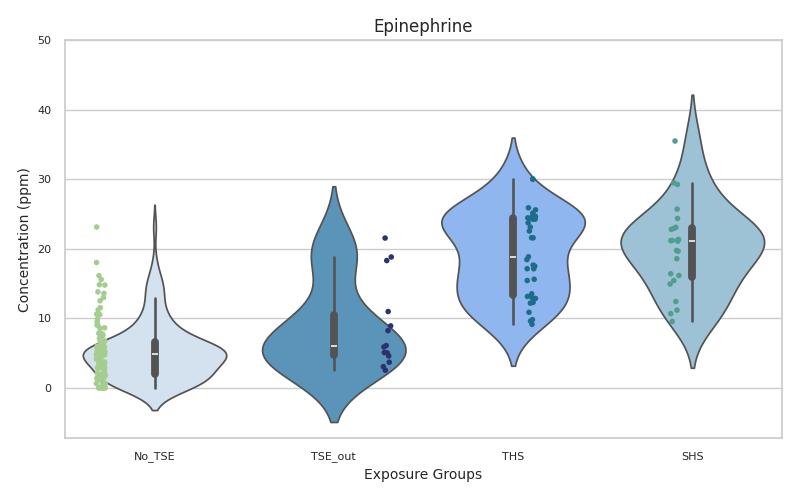 Epinephrine
50
40
30
20
10
0
Concentration (ppm)
No_TSE
TSE_out
THS
SHS
Exposure Groups